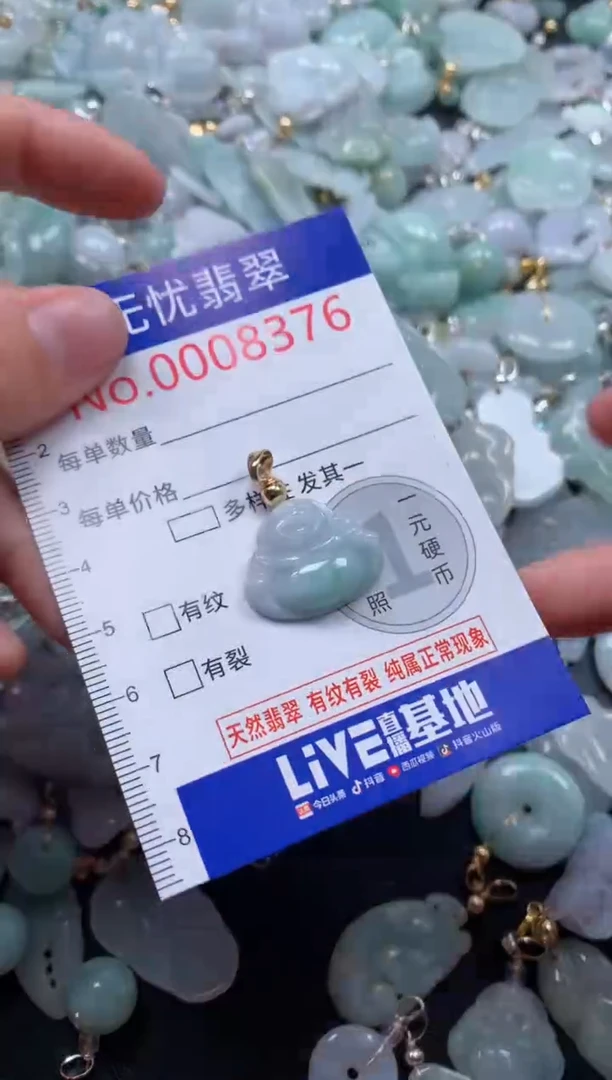 无忧翡翠
No.0008376
2
每单数量
3
每单价格
多 发其一
4
一元硬币
照
5
有纹
有裂
6
天然翡翠 有纹有裂 纯属正常现象
7
LiVE直播基地
今日头条 抖音 西瓜视频 抖音火山版
8